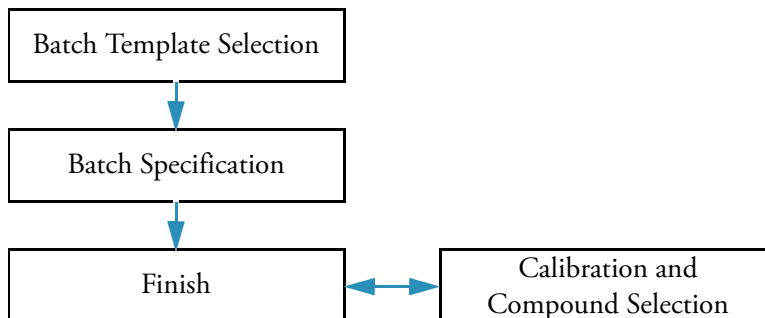 Batch Template Selection
Batch Specification
Finish
Calibration and
Compound Selection